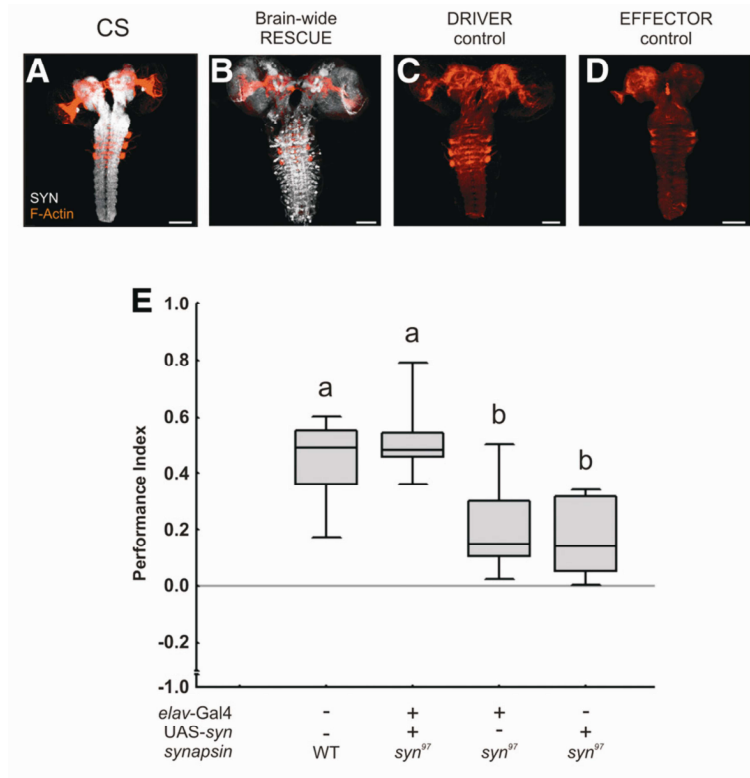 CS
Brain-wide
RESCUE
DRIVER
control
EFFECTOR
control
A
B
C
D
SYN
F-Actin
E
Performance Index
1.0
0.8
0.6
0.4
0.2
0.0
-0.2
-1.0
a
a
b
b
elav-Gal4 - + + -
UAS-syn - + - +
synapsin WT syn⁹⁷ syn⁹⁷ syn⁹⁷